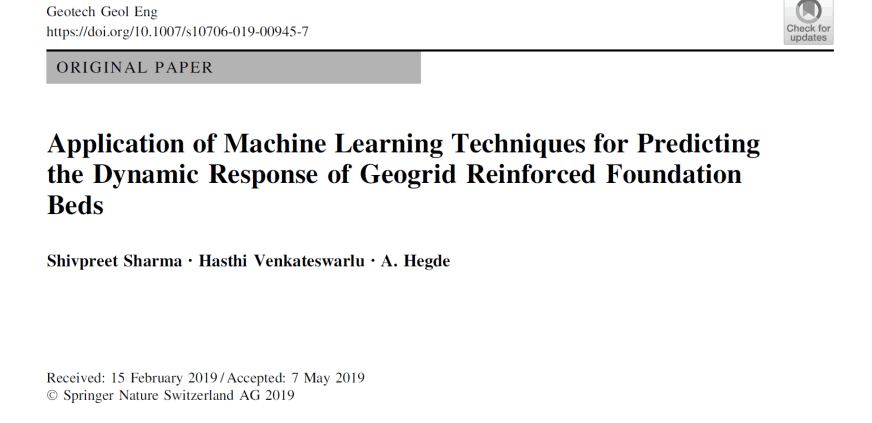 Geotech Geol Eng
https://doi.org/10.1007/s10706-019-00945-7
Check for
updates
ORIGINAL PAPER
Application of Machine Learning Techniques for Predicting
the Dynamic Response of Geogrid Reinforced Foundation
Beds
Shivpreet Sharma · Hasthi Venkateswarlu · A. Hegde
Received: 15 February 2019 / Accepted: 7 May 2019
© Springer Nature Switzerland AG 2019